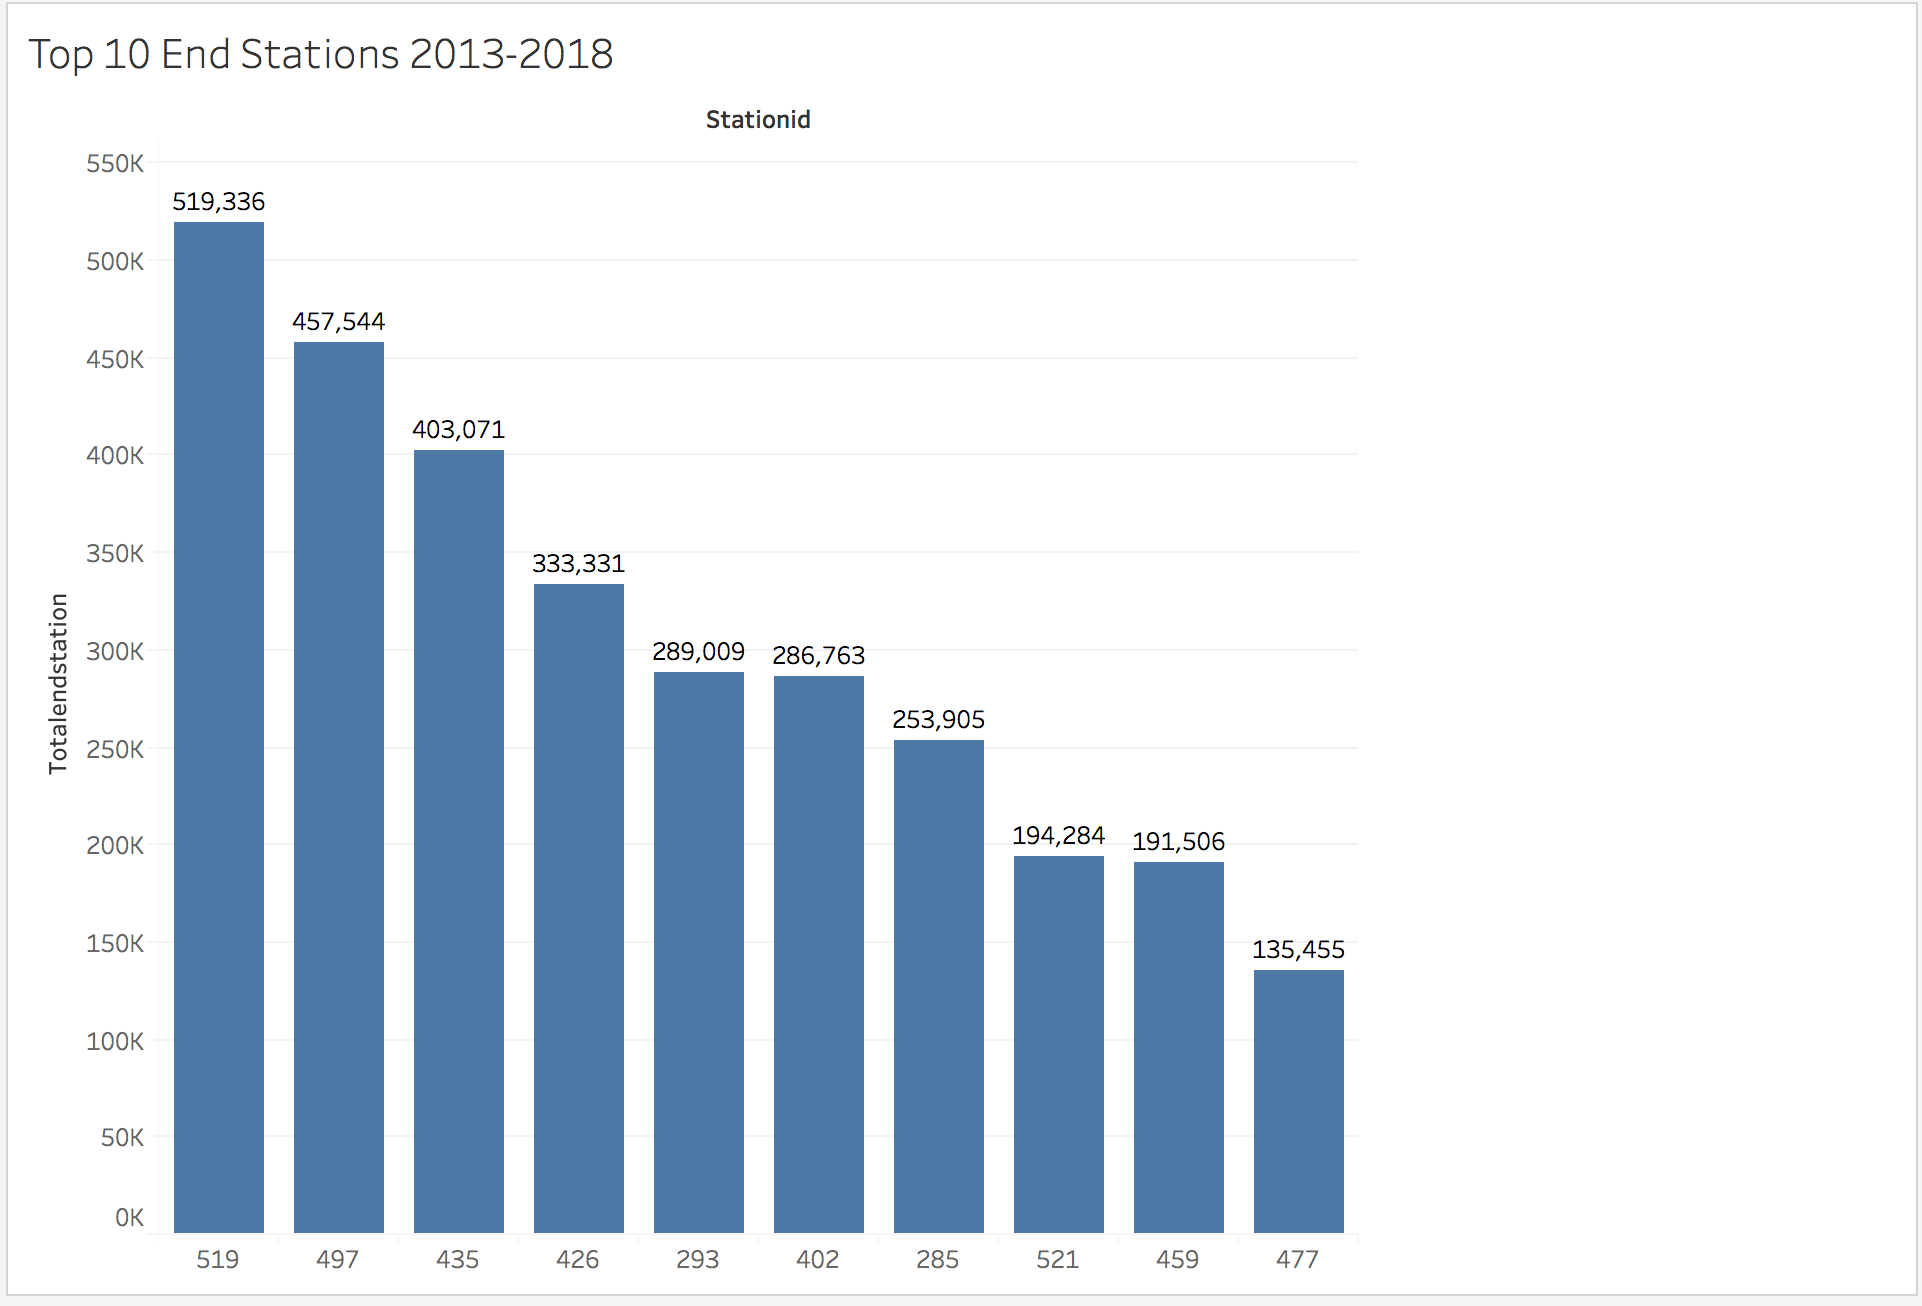 Top 10 End Stations 2013-2018
Stationid
Totalendstation
550K
500K
450K
400K
350K
300K
250K
200K
150K
100K
50K
0K
519,336
457,544
403,071
333,331
289,009
286,763
253,905
194,284
191,506
135,455
519 497 435 426 293 402 285 521 459 477